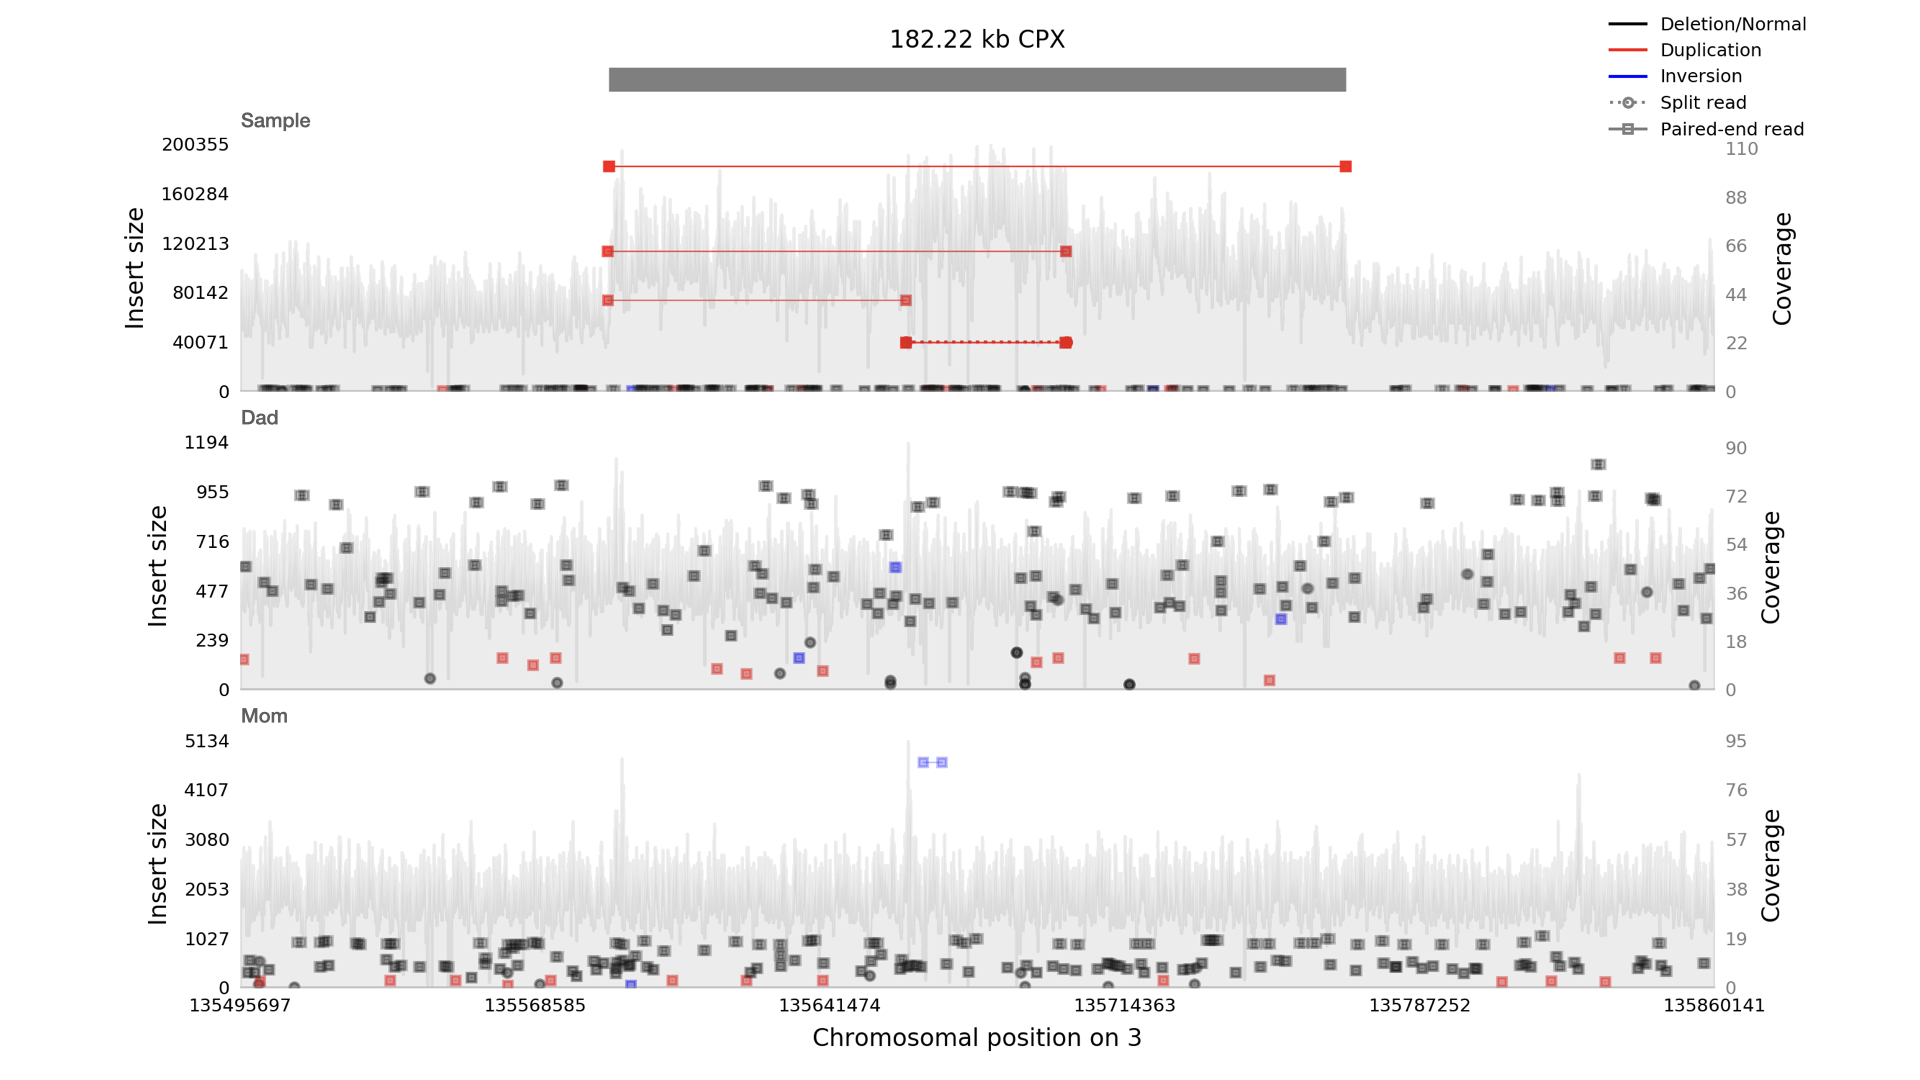 182.22 kb CPX
Deletion/Normal
Duplication
Inversion
Split read
Paired-end read
Sample
200355
160284
120213
80142
40071
0
Insert size
110
88
66
44
22
0
Coverage
Dad
1194
955
716
477
239
0
Insert size
90
72
54
36
18
0
Coverage
Mom
5134
4107
3080
2053
1027
0
Insert size
95
76
57
38
19
0
Coverage
135495697 135568585 135641474 135714363 135787252 135860141
Chromosomal position on 3